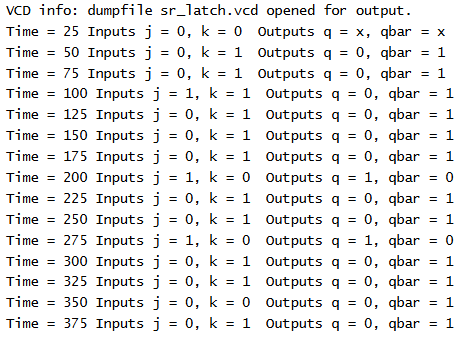 VCD info: dumpfile sr_latch.vcd opened for output.
Time = 25 Inputs j = 0, k = 0  Outputs q = x, qbar = x
Time = 50 Inputs j = 0, k = 1  Outputs q = 0, qbar = 1
Time = 75 Inputs j = 0, k = 1  Outputs q = 0, qbar = 1
Time = 100 Inputs j = 1, k = 1  Outputs q = 0, qbar = 1
Time = 125 Inputs j = 0, k = 1  Outputs q = 0, qbar = 1
Time = 150 Inputs j = 0, k = 1  Outputs q = 0, qbar = 1
Time = 175 Inputs j = 0, k = 1  Outputs q = 0, qbar = 1
Time = 200 Inputs j = 1, k = 0  Outputs q = 1, qbar = 0
Time = 225 Inputs j = 0, k = 1  Outputs q = 0, qbar = 1
Time = 250 Inputs j = 0, k = 1  Outputs q = 0, qbar = 1
Time = 275 Inputs j = 1, k = 0  Outputs q = 1, qbar = 0
Time = 300 Inputs j = 0, k = 1  Outputs q = 0, qbar = 1
Time = 325 Inputs j = 0, k = 1  Outputs q = 0, qbar = 1
Time = 350 Inputs j = 0, k = 0  Outputs q = 0, qbar = 1
Time = 375 Inputs j = 0, k = 1  Outputs q = 0, qbar = 1